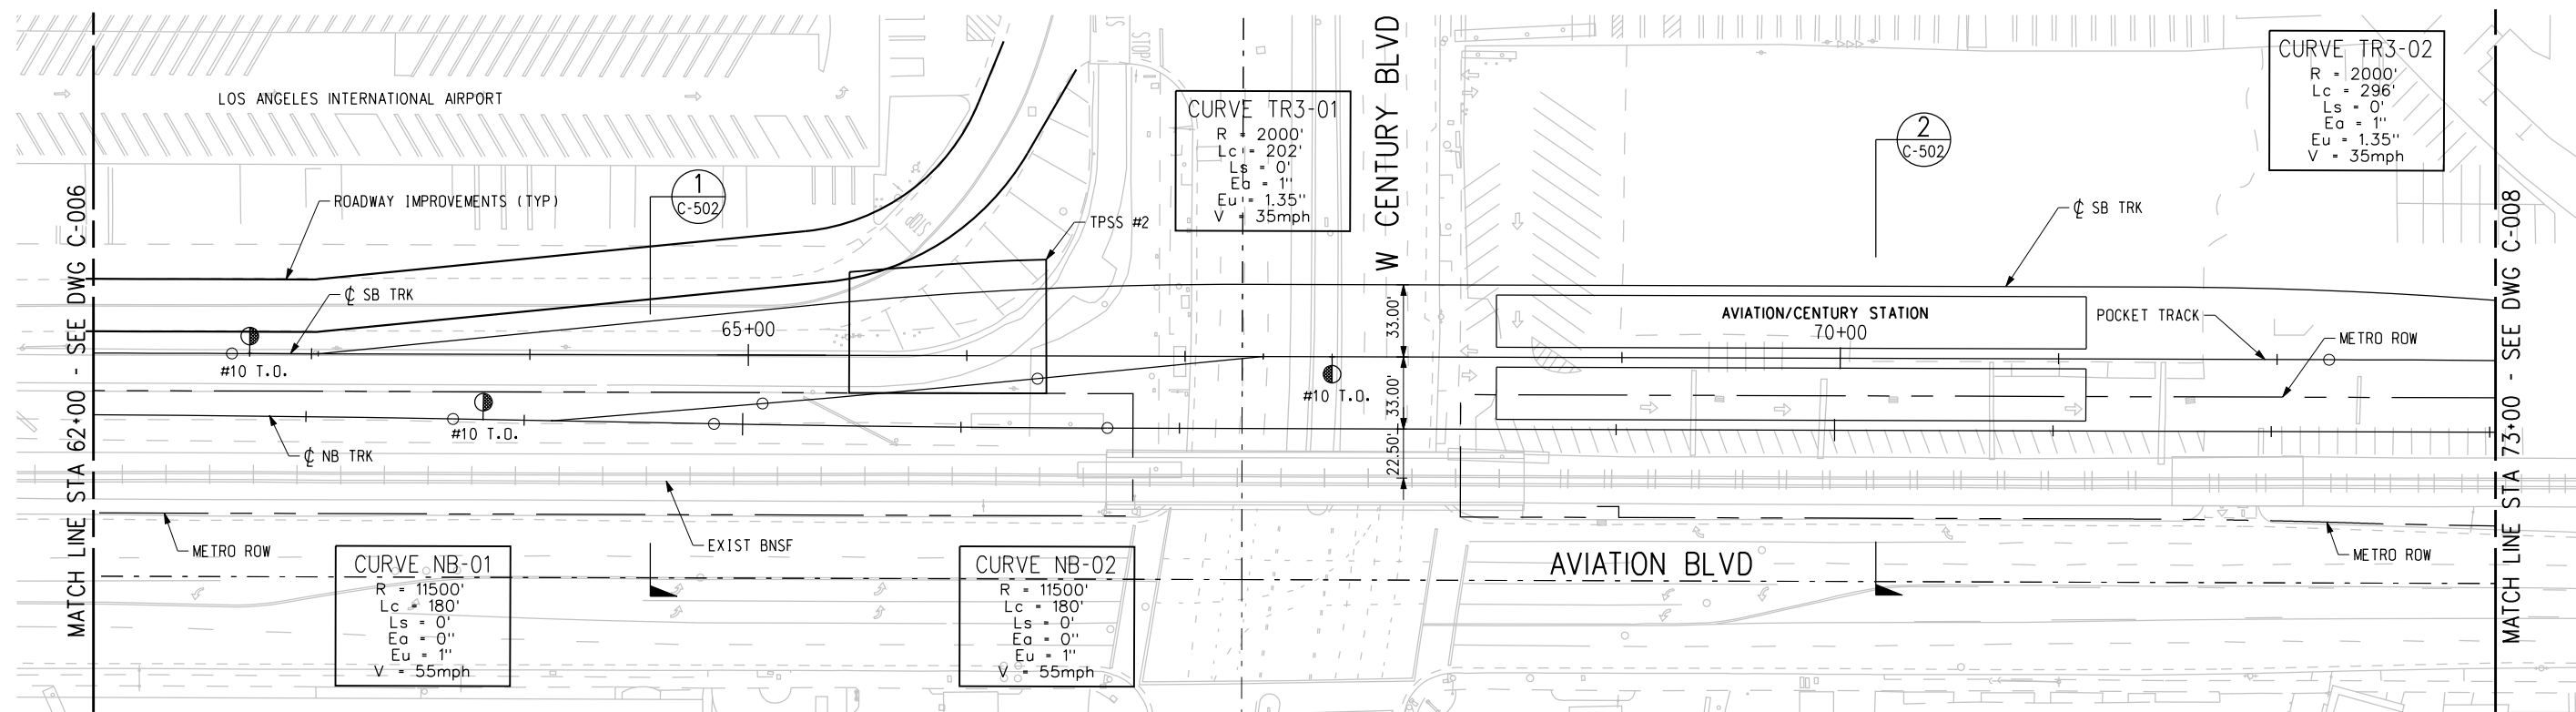 MATCH LINE STA 62+00 - SEE DWG C-006
LOS ANGELES INTERNATIONAL AIRPORT
ROADWAY IMPROVEMENTS (TYP)
1
C-502
℄ SB TRK
#10 T.O.
65+00
#10 T.O.
℄ NB TRK
METRO ROW
EXIST BNSF
CURVE NB-01
R = 11500'
Lc = 180'
Ls = 0'
Ea = 0"
Eu = 1"
V = 55mph
STOP
Slip
TPSS #2
CURVE TR3-01
R = 2000'
Lc = 202'
Ls = 0'
Ea = 1"
Eu = 1.35"
V = 35mph
W CENTURY BLVD
33.00'
33.00'
22.50'
#10 T.O.
CURVE NB-02
R = 11500'
Lc = 180'
Ls = 0'
Ea = 0"
Eu = 1"
V = 55mph
2
C-502
℄ SB TRK
AVIATION/CENTURY STATION
70+00
POCKET TRACK
METRO ROW
AVIATION BLVD
METRO ROW
CURVE TR3-02
R = 2000'
Lc = 296'
Ls = 0'
Ea = 1"
Eu = 1.35"
V = 35mph
MATCH LINE STA 73+00 - SEE DWG C-008